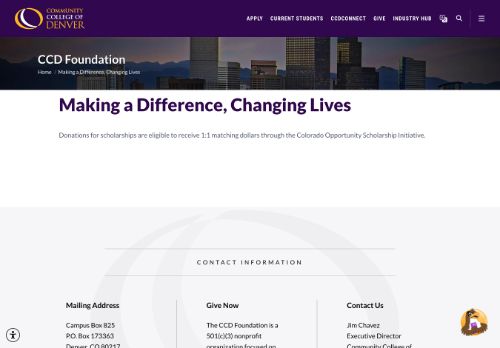 COMMUNITY
COLLEGE OF
DENVER
APPLY CURRENT STUDENTS CCDCONNECT GIVE INDUSTRY HUB
CCD Foundation
Home / Making a Difference, Changing Lives
Making a Difference, Changing Lives
Donations for scholarships are eligible to receive 1:1 matching dollars through the Colorado Opportunity Scholarship Initiative.
CONTACT INFORMATION
Mailing Address
Campus Box 825
P.O. Box 173363
Denver, CO 80217
Give Now
The CCD Foundation is a
501(c)(3) nonprofit
organization focused on
Contact Us
Jim Chavez
Executive Director
Community College of